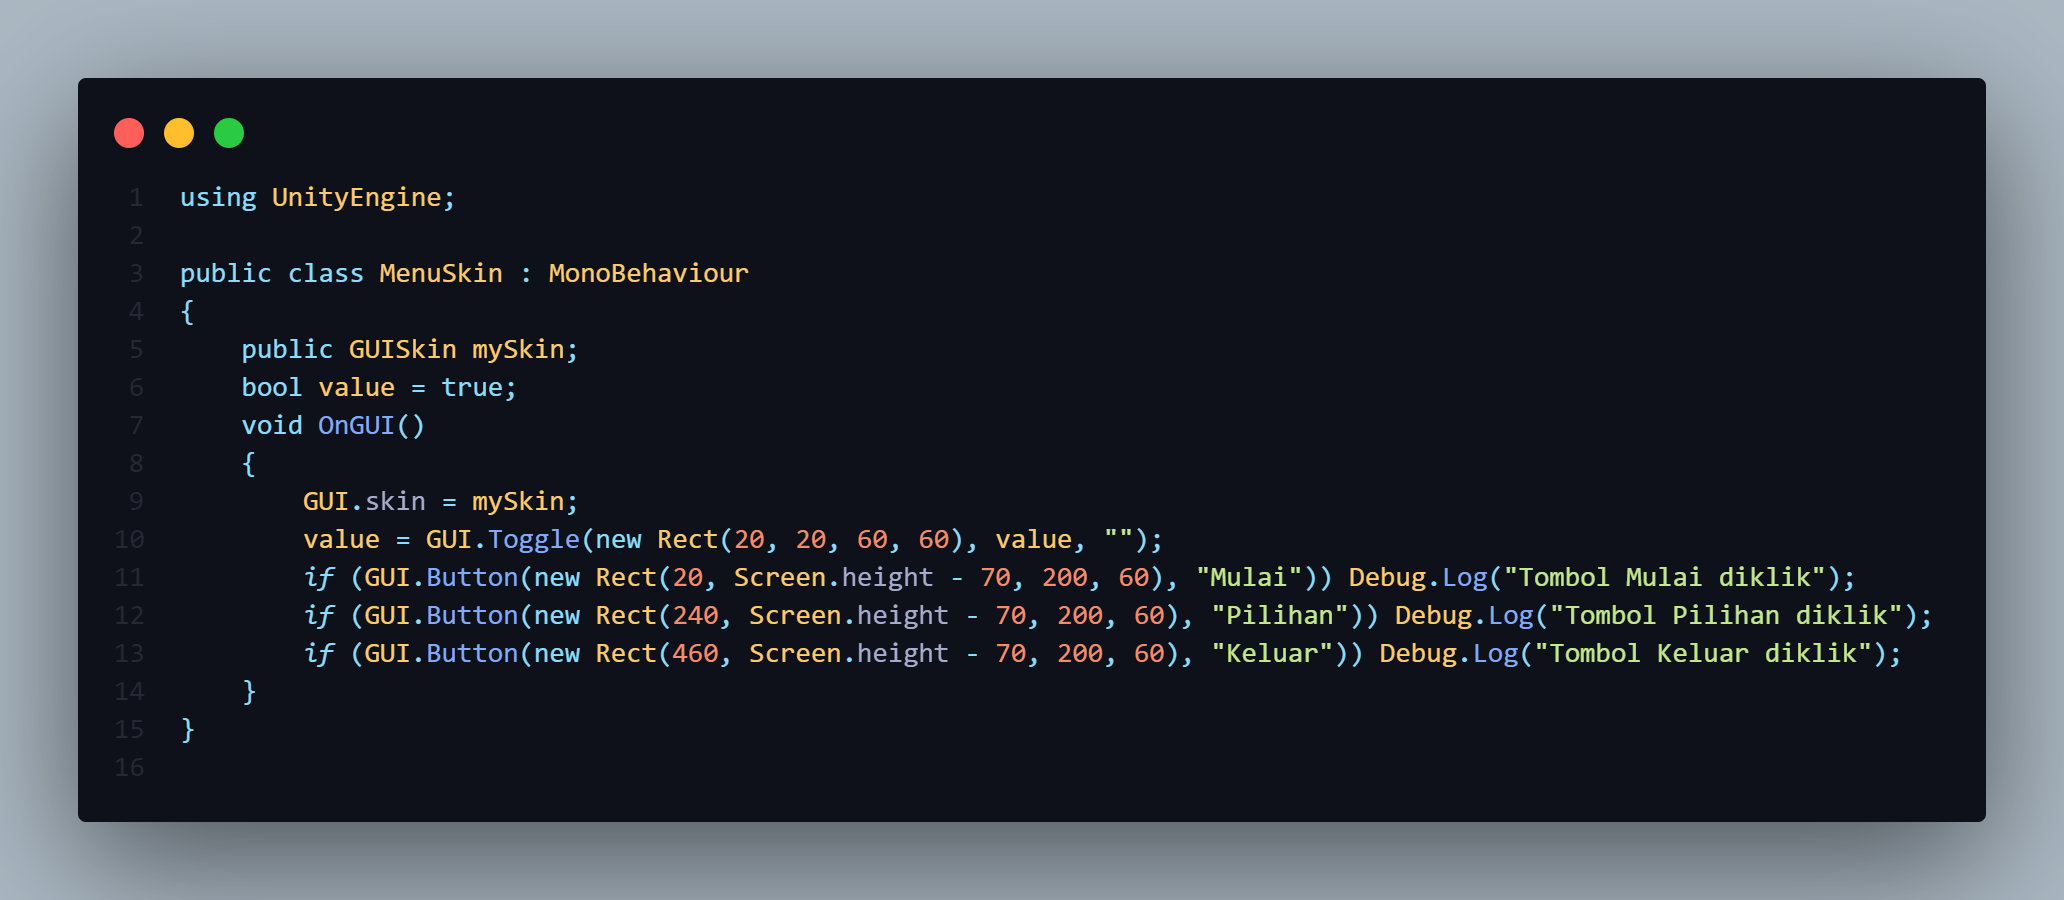 1 using UnityEngine;
2
3 public class MenuSkin : MonoBehaviour
4 {
5     public GUISkin mySkin;
6     bool value = true;
7     void OnGUI()
8     {
9         GUI.skin = mySkin;
10         value = GUI.Toggle(new Rect(20, 20, 60, 60), value, "");
11         if (GUI.Button(new Rect(20, Screen.height - 70, 200, 60), "Mulai")) Debug.Log("Tombol Mulai diklik");
12         if (GUI.Button(new Rect(240, Screen.height - 70, 200, 60), "Pilihan")) Debug.Log("Tombol Pilihan diklik");
13         if (GUI.Button(new Rect(460, Screen.height - 70, 200, 60), "Keluar")) Debug.Log("Tombol Keluar diklik");
14     }
15 }
16